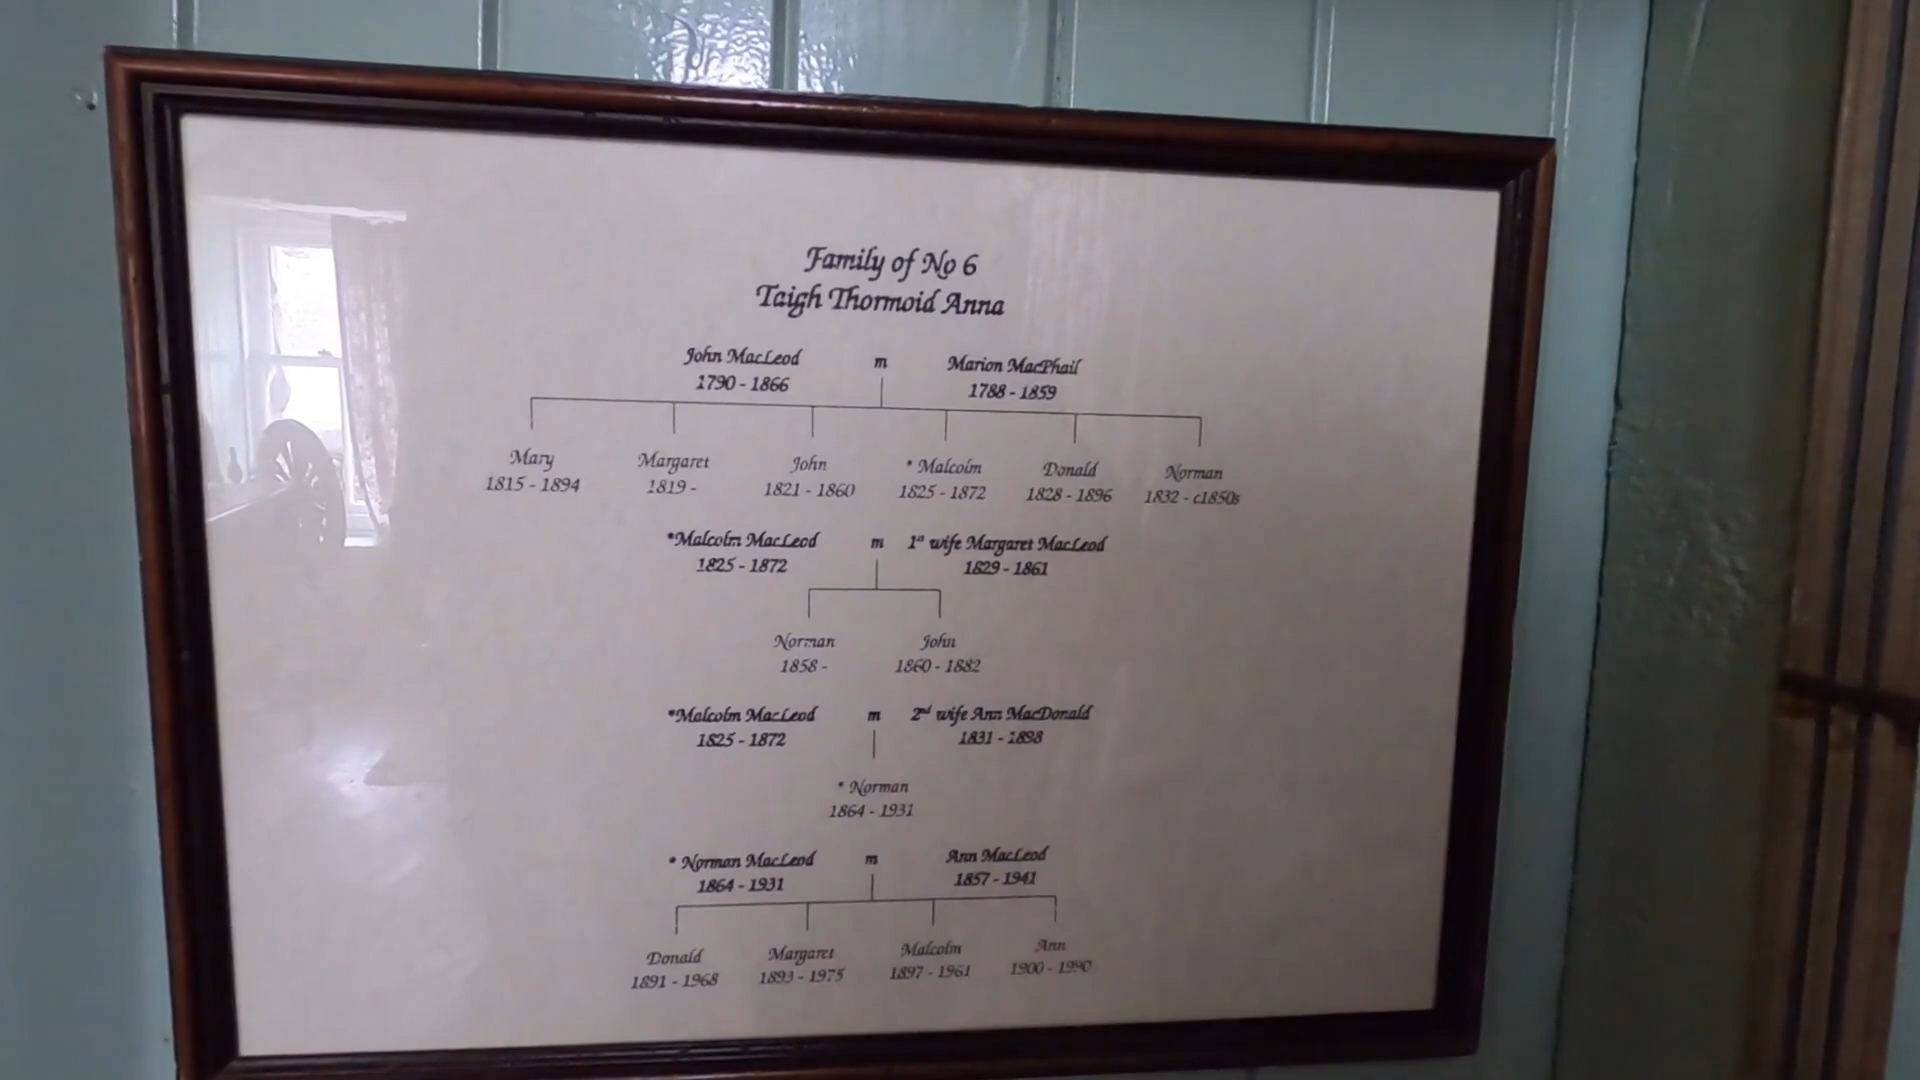 Family of No 6
Taigh Thormoid Anna
John MacLeod m Marion MacPhail
1790 - 1866 1788 - 1859
Mary Margaret John * Malcolm Donald Norman
1815 - 1894 1819 - 1821 - 1860 1825 - 1872 1828 - 1896 1832 - c1850s
*Malcolm MacLeod m 1st wife Margaret MacLeod
1825 - 1872 1829 - 1861
Norman John
1858 - 1860 - 1882
*Malcolm MacLeod m 2nd wife Ann MacDonald
1825 - 1872 1831 - 1898
* Norman
1864 - 1931
* Norman MacLeod m Ann MacLeod
1864 - 1931 1857 - 1941
Donald Margaret Malcolm Ann
1891 - 1968 1893 - 1975 1897 - 1961 1900 - 1990